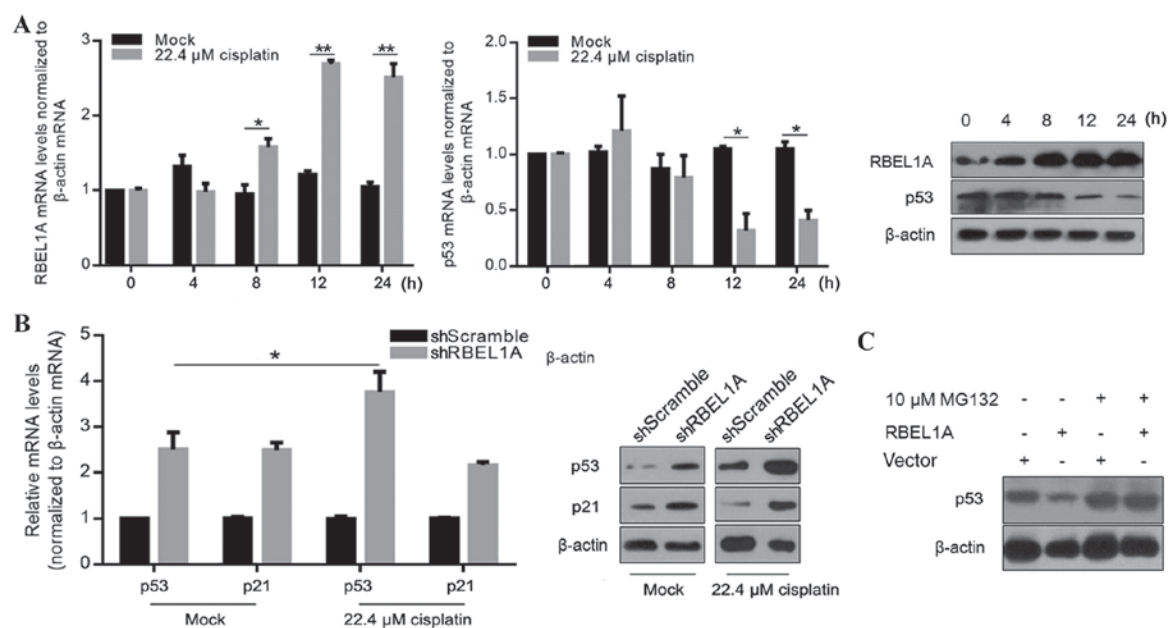 A
RBEL1A mRNA levels normalized to
β-actin mRNA
3
2
1
0
Mock
22.4 µM cisplatin
*
**
**
0 4 8 12 24 (h)
p53 mRNA levels normalized to
β-actin mRNA
2.0
1.5
1.0
0.5
0.0
Mock
22.4 µM cisplatin
*
*
0 4 8 12 24 (h)
0 4 8 12 24 (h)
RBEL1A
p53
β-actin
B
Relative mRNA levels
(normalized to β-actin mRNA)
5
4
3
2
1
0
shScramble
shRBEL1A
*
p53 p21 p53 p21
Mock 22.4 µM cisplatin
β-actin
shScramble shRBEL1A shScramble shRBEL1A
p53
p21
β-actin
Mock 22.4 µM cisplatin
C
10 µM MG132 - - + +
RBEL1A - + - +
Vector + - + -
p53
β-actin